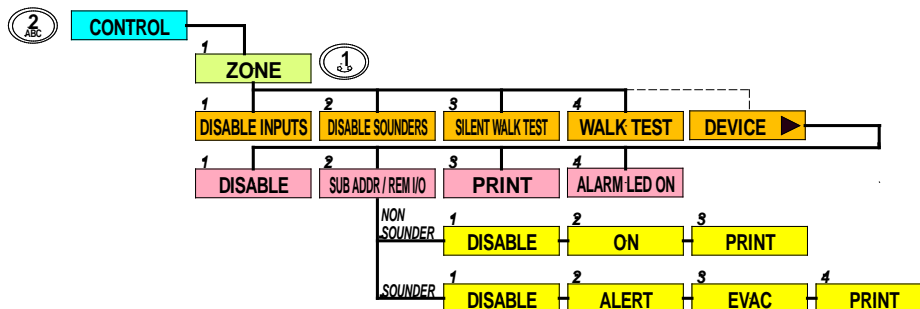 2
ABC
CONTROL
1
ZONE
1
1 2 3 4
DISABLE INPUTS DISABLE SOUNDERS SILENT WALK TEST WALK TEST DEVICE
1 2 3 4
DISABLE SUB ADDR / REM I/O PRINT ALARM LED ON
NON
SOUNDER
1 2 3
DISABLE ON PRINT
SOUNDER
1 2 3 4
DISABLE ALERT EVAC PRINT